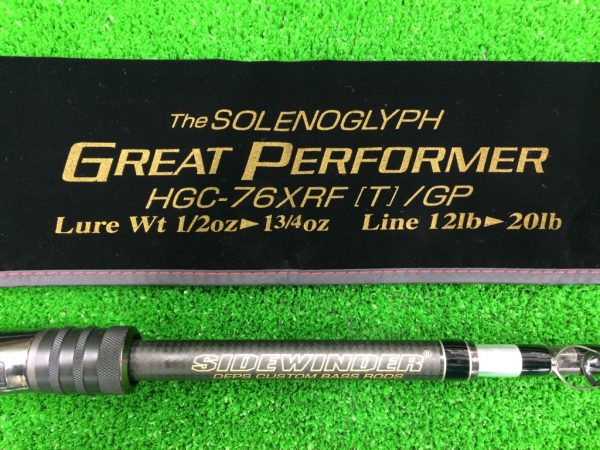 The SOLENOGLYPH
GREAT PERFORMER
HGC-76XRF [T] /GP
Lure Wt 1/2oz►1 3/4oz Line 12lb►20lb
SIDEWINDER®
DEPS CUSTOM BASS RODS